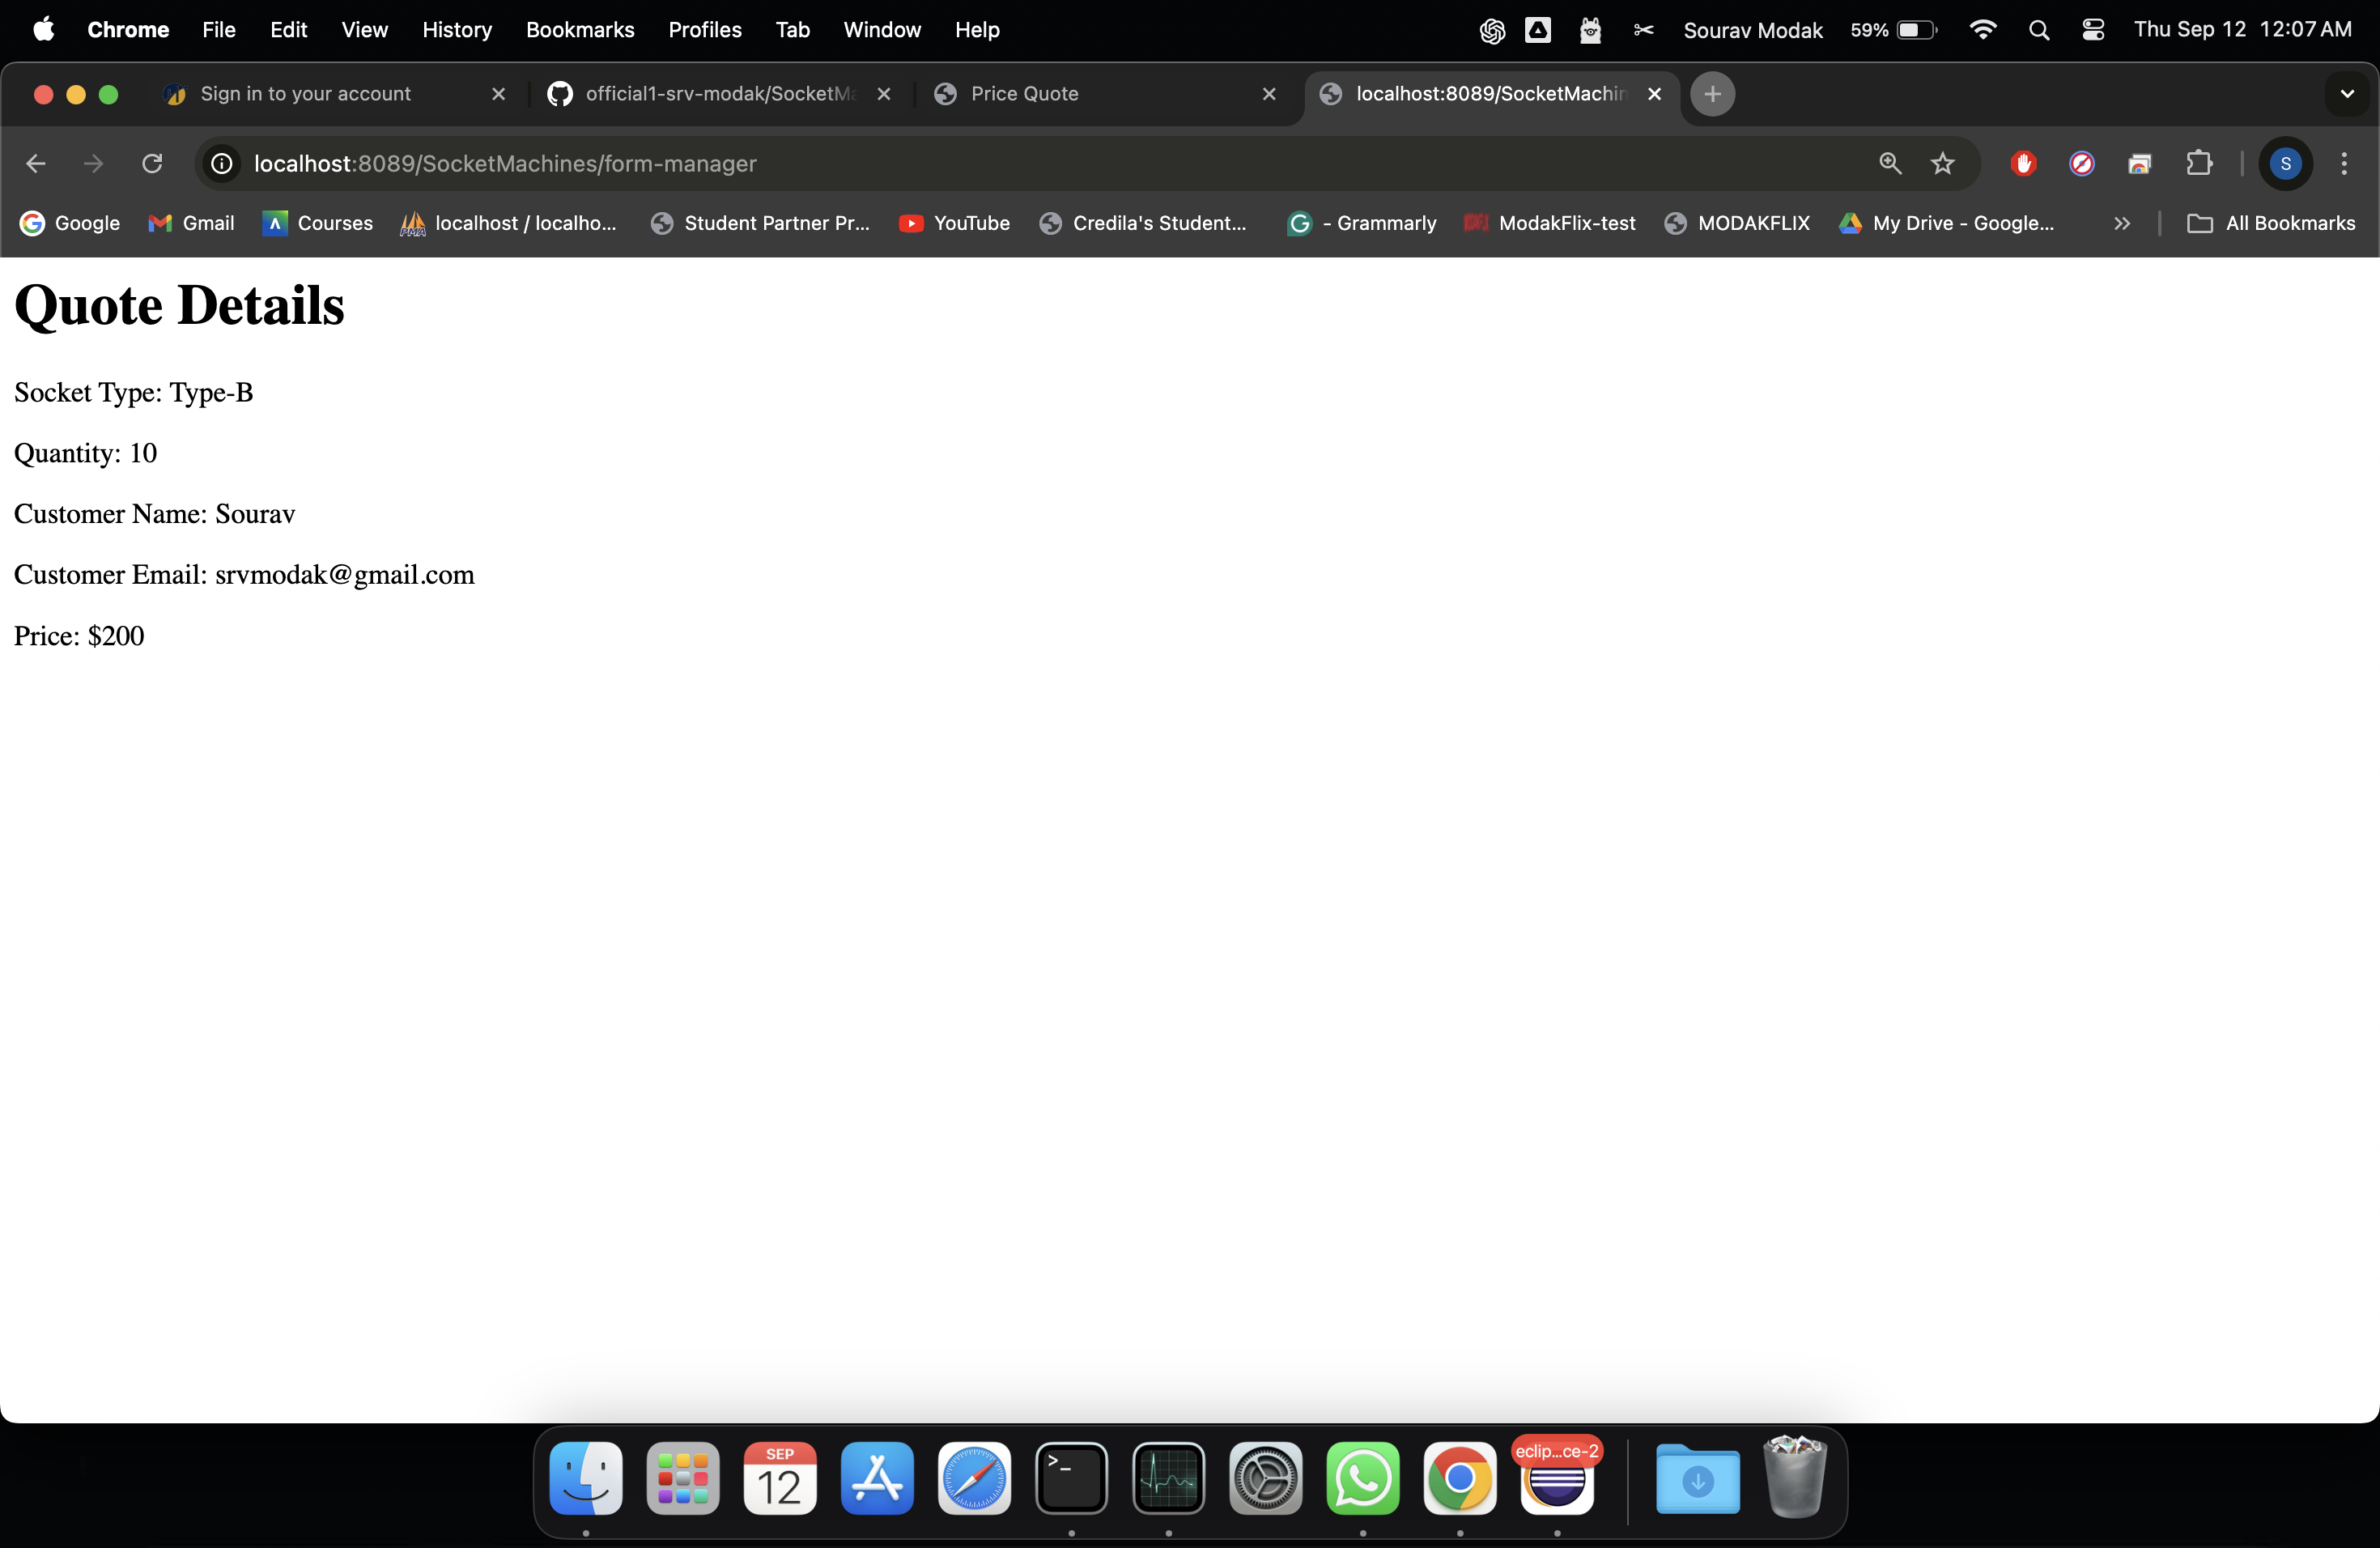 Chrome File Edit View History Bookmarks Profiles Tab Window Help Sourav Modak 59% Thu Sep 12 12:07 AM
Sign in to your account official1-srv-modak/SocketMa Price Quote localhost:8089/SocketMachin
localhost:8089/SocketMachines/form-manager S
Google Gmail Courses localhost / localho... Student Partner Pr... YouTube Credila's Student... - Grammarly ModakFlix-test MODAKFLIX My Drive - Google... All Bookmarks
Quote Details
Socket Type: Type-B
Quantity: 10
Customer Name: Sourav
Customer Email: srvmodak@gmail.com
Price: $200
SEP
12
eclip...ce-2